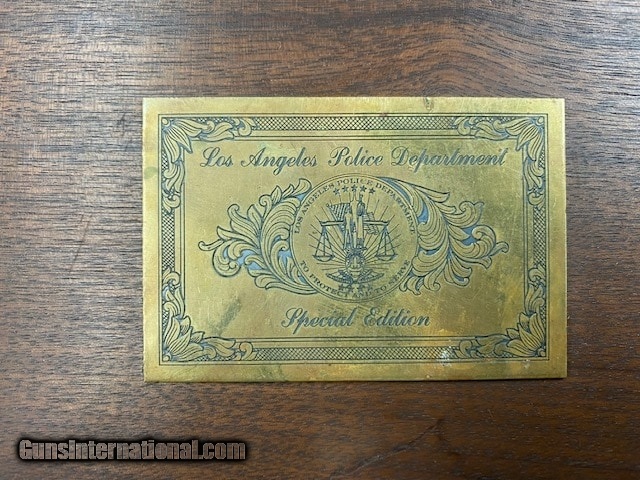 Los Angeles Police Department
LOS ANGELES POLICE DEPARTMENT
TO PROTECT AND TO SERVE
Special Edition
GunsInternational.com